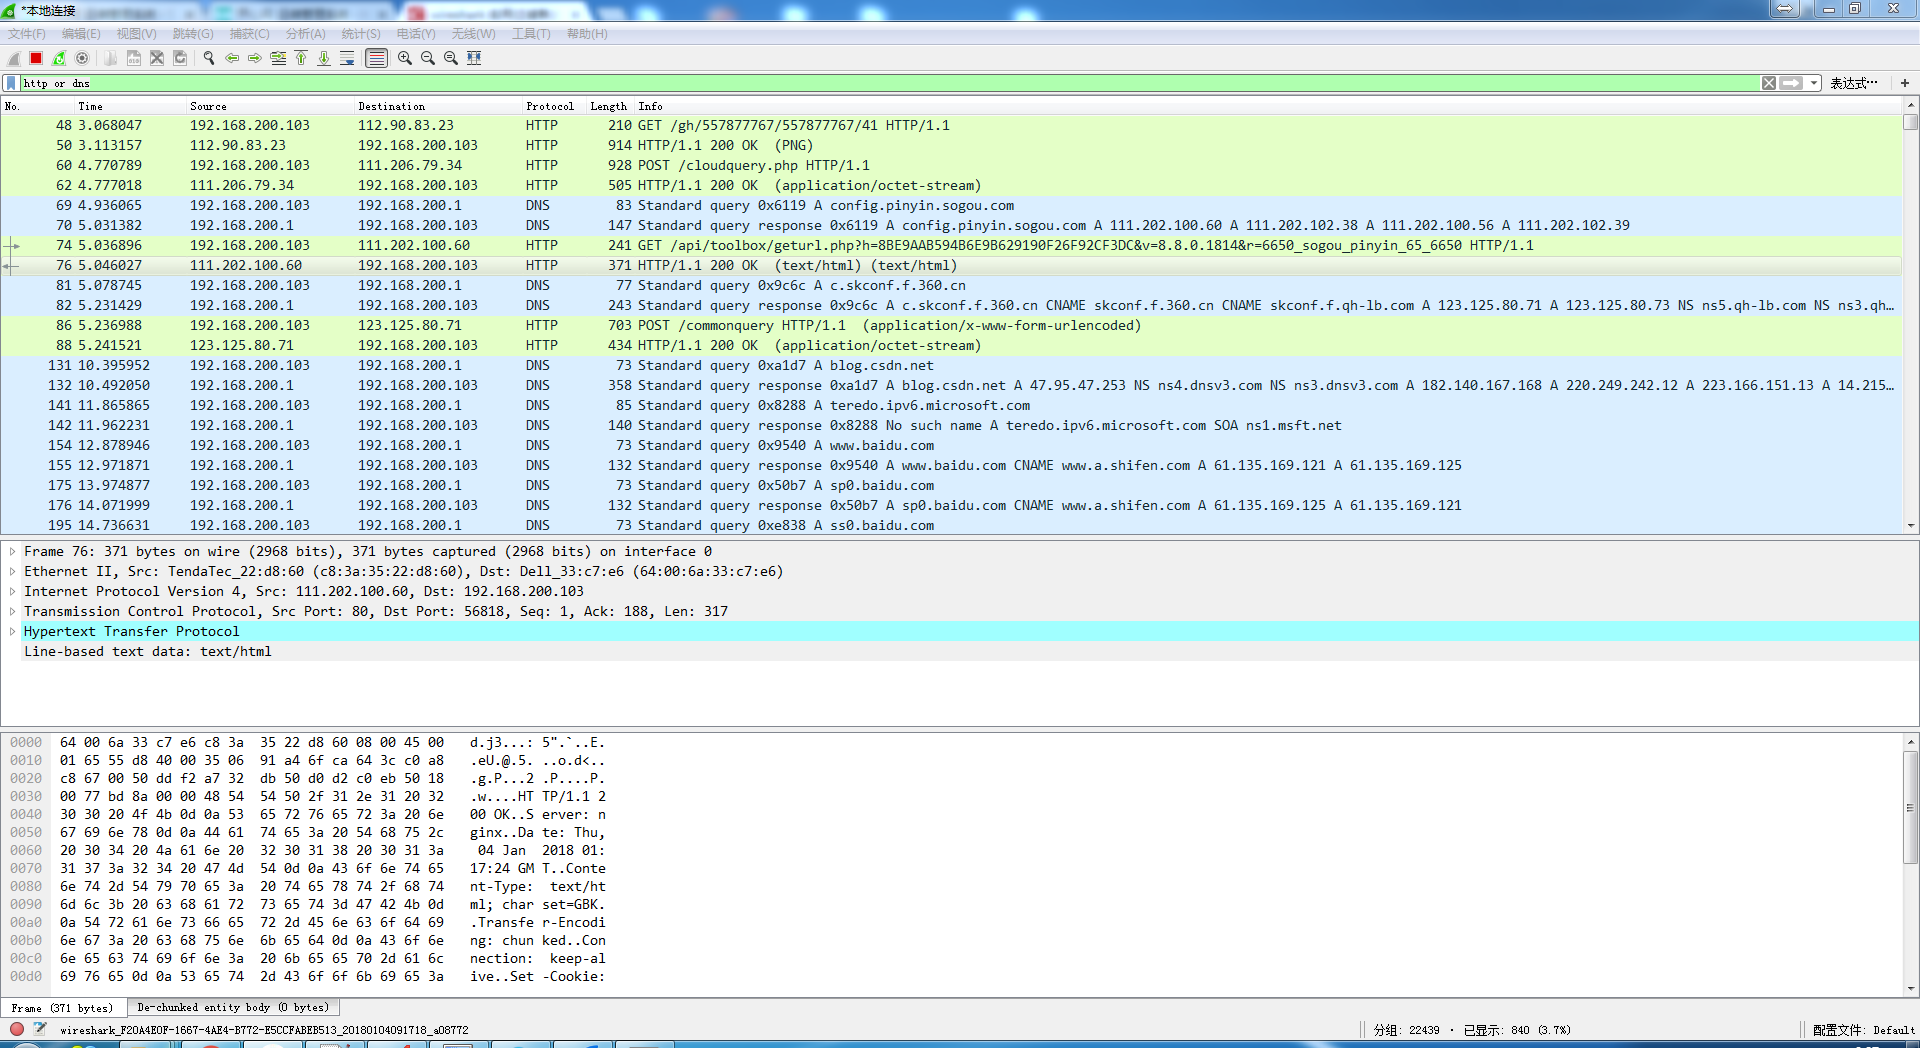 *本地连接
文件(F) 编辑(E) 视图(V) 跳转(G) 捕获(C) 分析(A) 统计(S) 电话(Y) 无线(W) 工具(T) 帮助(H)
http or dns 表达式… +
No. Time Source Destination Protocol Length Info
48 3.068047 192.168.200.103 112.90.83.23 HTTP 210 GET /gh/557877767/557877767/41 HTTP/1.1
50 3.113157 112.90.83.23 192.168.200.103 HTTP 914 HTTP/1.1 200 OK (PNG)
60 4.770789 192.168.200.103 111.206.79.34 HTTP 928 POST /cloudquery.php HTTP/1.1
62 4.777018 111.206.79.34 192.168.200.103 HTTP 505 HTTP/1.1 200 OK (application/octet-stream)
69 4.936065 192.168.200.103 192.168.200.1 DNS 83 Standard query 0x6119 A config.pinyin.sogou.com
70 5.031382 192.168.200.1 192.168.200.103 DNS 147 Standard query response 0x6119 A config.pinyin.sogou.com A 111.202.100.60 A 111.202.102.38 A 111.202.100.56 A 111.202.102.39
74 5.036896 192.168.200.103 111.202.100.60 HTTP 241 GET /api/toolbox/geturl.php?h=8BE9AAB594B6E9B629190F26F92CF3DC&v=8.8.0.1814&r=6650_sogou_pinyin_65_6650 HTTP/1.1
76 5.046027 111.202.100.60 192.168.200.103 HTTP 371 HTTP/1.1 200 OK (text/html) (text/html)
81 5.078745 192.168.200.103 192.168.200.1 DNS 77 Standard query 0x9c6c A c.skconf.f.360.cn
82 5.231429 192.168.200.1 192.168.200.103 DNS 243 Standard query response 0x9c6c A c.skconf.f.360.cn CNAME skconf.f.360.cn CNAME skconf.f.qh-lb.com A 123.125.80.71 A 123.125.80.73 NS ns5.qh-lb.com NS ns3.qh…
86 5.236988 192.168.200.103 123.125.80.71 HTTP 703 POST /commonquery HTTP/1.1 (application/x-www-form-urlencoded)
88 5.241521 123.125.80.71 192.168.200.103 HTTP 434 HTTP/1.1 200 OK (application/octet-stream)
131 10.395952 192.168.200.103 192.168.200.1 DNS 73 Standard query 0xa1d7 A blog.csdn.net
132 10.492050 192.168.200.1 192.168.200.103 DNS 358 Standard query response 0xa1d7 A blog.csdn.net A 47.95.47.253 NS ns4.dnsv3.com NS ns3.dnsv3.com A 182.140.167.168 A 220.249.242.12 A 223.166.151.13 A 14.215…
141 11.865865 192.168.200.103 192.168.200.1 DNS 85 Standard query 0x8288 A teredo.ipv6.microsoft.com
142 11.962231 192.168.200.1 192.168.200.103 DNS 140 Standard query response 0x8288 No such name A teredo.ipv6.microsoft.com SOA ns1.msft.net
154 12.878946 192.168.200.103 192.168.200.1 DNS 73 Standard query 0x9540 A www.baidu.com
155 12.971871 192.168.200.1 192.168.200.103 DNS 132 Standard query response 0x9540 A www.baidu.com CNAME www.a.shifen.com A 61.135.169.121 A 61.135.169.125
175 13.974877 192.168.200.103 192.168.200.1 DNS 73 Standard query 0x50b7 A sp0.baidu.com
176 14.071999 192.168.200.1 192.168.200.103 DNS 132 Standard query response 0x50b7 A sp0.baidu.com CNAME www.a.shifen.com A 61.135.169.125 A 61.135.169.121
195 14.736631 192.168.200.103 192.168.200.1 DNS 73 Standard query 0xe838 A ss0.baidu.com
Frame 76: 371 bytes on wire (2968 bits), 371 bytes captured (2968 bits) on interface 0
Ethernet II, Src: TendaTec_22:d8:60 (c8:3a:35:22:d8:60), Dst: Dell_33:c7:e6 (64:00:6a:33:c7:e6)
Internet Protocol Version 4, Src: 111.202.100.60, Dst: 192.168.200.103
Transmission Control Protocol, Src Port: 80, Dst Port: 56818, Seq: 1, Ack: 188, Len: 317
Hypertext Transfer Protocol
Line-based text data: text/html
0000 64 00 6a 33 c7 e6 c8 3a 35 22 d8 60 08 00 45 00 d.j3...: 5".`..E.
0010 01 65 55 d8 40 00 35 06 91 a4 6f ca 64 3c c0 a8 .eU.@.5. ..o.d<..
0020 c8 67 00 50 dd f2 a7 32 db 50 d0 d2 c0 eb 50 18 .g.P...2 .P....P.
0030 00 77 bd 8a 00 00 48 54 54 50 2f 31 2e 31 20 32 .w....HT TP/1.1 2
0040 30 30 20 4f 4b 0d 0a 53 65 72 76 65 72 3a 20 6e 00 OK..S erver: n
0050 67 69 6e 78 0d 0a 44 61 74 65 3a 20 54 68 75 2c ginx..Da te: Thu,
0060 20 30 34 20 4a 61 6e 20 32 30 31 38 20 30 31 3a 04 Jan 2018 01:
0070 31 37 3a 32 34 20 47 4d 54 0d 0a 43 6f 6e 74 65 17:24 GM T..Conte
0080 6e 74 2d 54 79 70 65 3a 20 74 65 78 74 2f 68 74 nt-Type: text/ht
0090 6d 6c 3b 20 63 68 61 72 73 65 74 3d 47 42 4b 0d ml; char set=GBK.
00a0 0a 54 72 61 6e 73 66 65 72 2d 45 6e 63 6f 64 69 .Transfe r-Encodi
00b0 6e 67 3a 20 63 68 75 6e 6b 65 64 0d 0a 43 6f 6e ng: chun ked..Con
00c0 6e 65 63 74 69 6f 6e 3a 20 6b 65 65 70 2d 61 6c nection: keep-al
00d0 69 76 65 0d 0a 53 65 74 2d 43 6f 6f 6b 69 65 3a ive..Set -Cookie:
Frame (371 bytes) De-chunked entity body (0 bytes)
wireshark_F20A4E0F-1667-4AE4-B772-E5CCFABEB513_20180104091718_a08772 分组: 22439 · 已显示: 840 (3.7%) 配置文件: Default